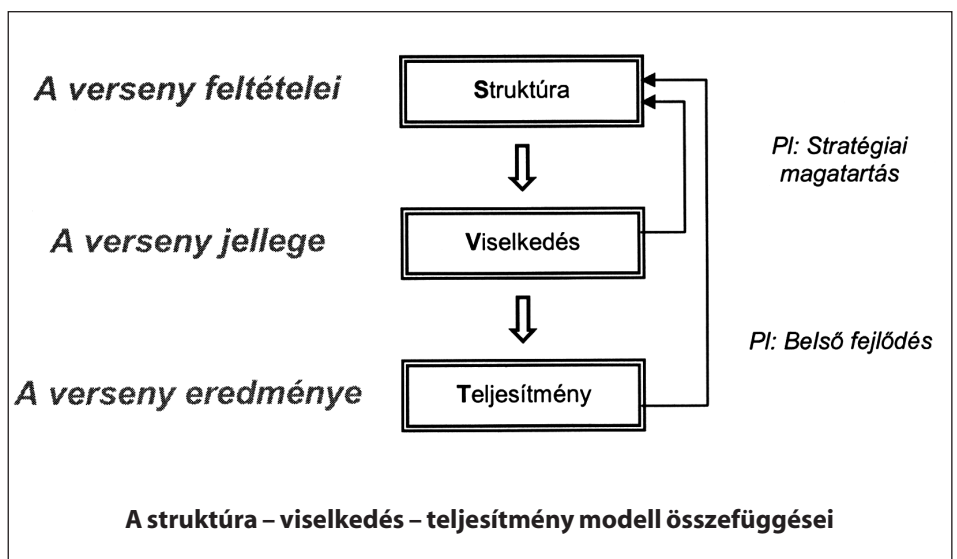 A verseny feltételei
Struktúra
Pl: Stratégiai
magatartás
A verseny jellege
Viselkedés
Pl: Belső fejlődés
A verseny eredménye
Teljesítmény
A struktúra – viselkedés – teljesítmény modell összefüggései